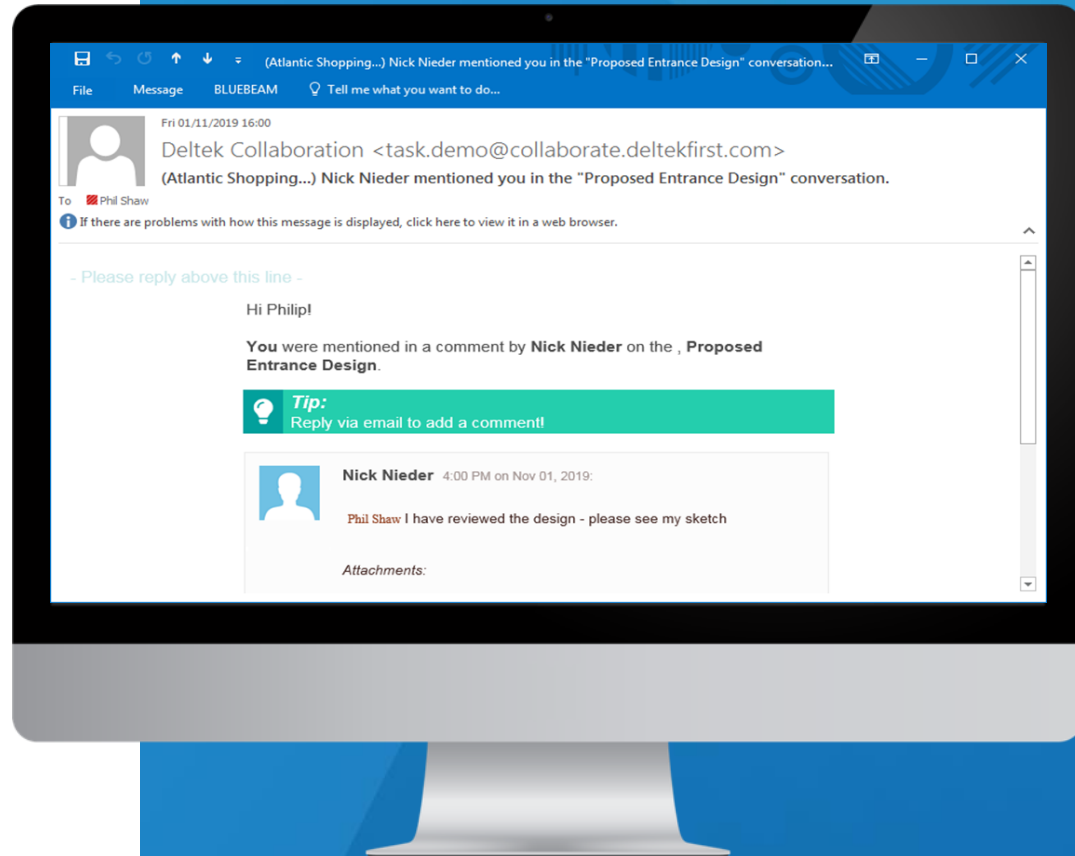 (Atlantic Shopping...) Nick Nieder mentioned you in the "Proposed Entrance Design" conversation...
File Message BLUEBEAM Tell me what you want to do...
Fri 01/11/2019 16:00
Deltek Collaboration <task.demo@collaborate.deltekfirst.com>
(Atlantic Shopping...) Nick Nieder mentioned you in the "Proposed Entrance Design" conversation.
To Phil Shaw
If there are problems with how this message is displayed, click here to view it in a web browser.
- Please reply above this line -
Hi Philip!
You were mentioned in a comment by Nick Nieder on the , Proposed
Entrance Design.
Tip:
Reply via email to add a comment!
Nick Nieder 4:00 PM on Nov 01, 2019:
Phil Shaw I have reviewed the design - please see my sketch
Attachments: